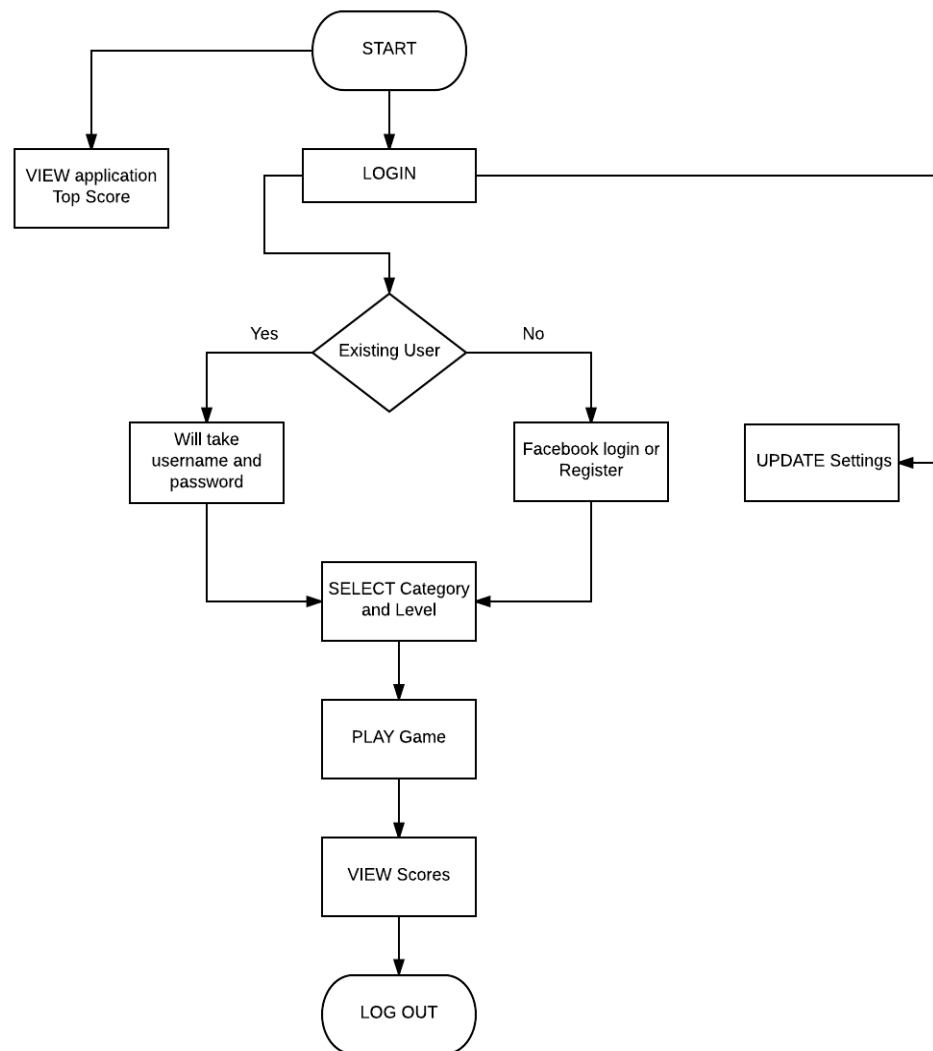 START
VIEW application
Top Score
LOGIN
Yes
No
Existing User
Will take
username and
password
Facebook login or
Register
UPDATE Settings
SELECT Category
and Level
PLAY Game
VIEW Scores
LOG OUT